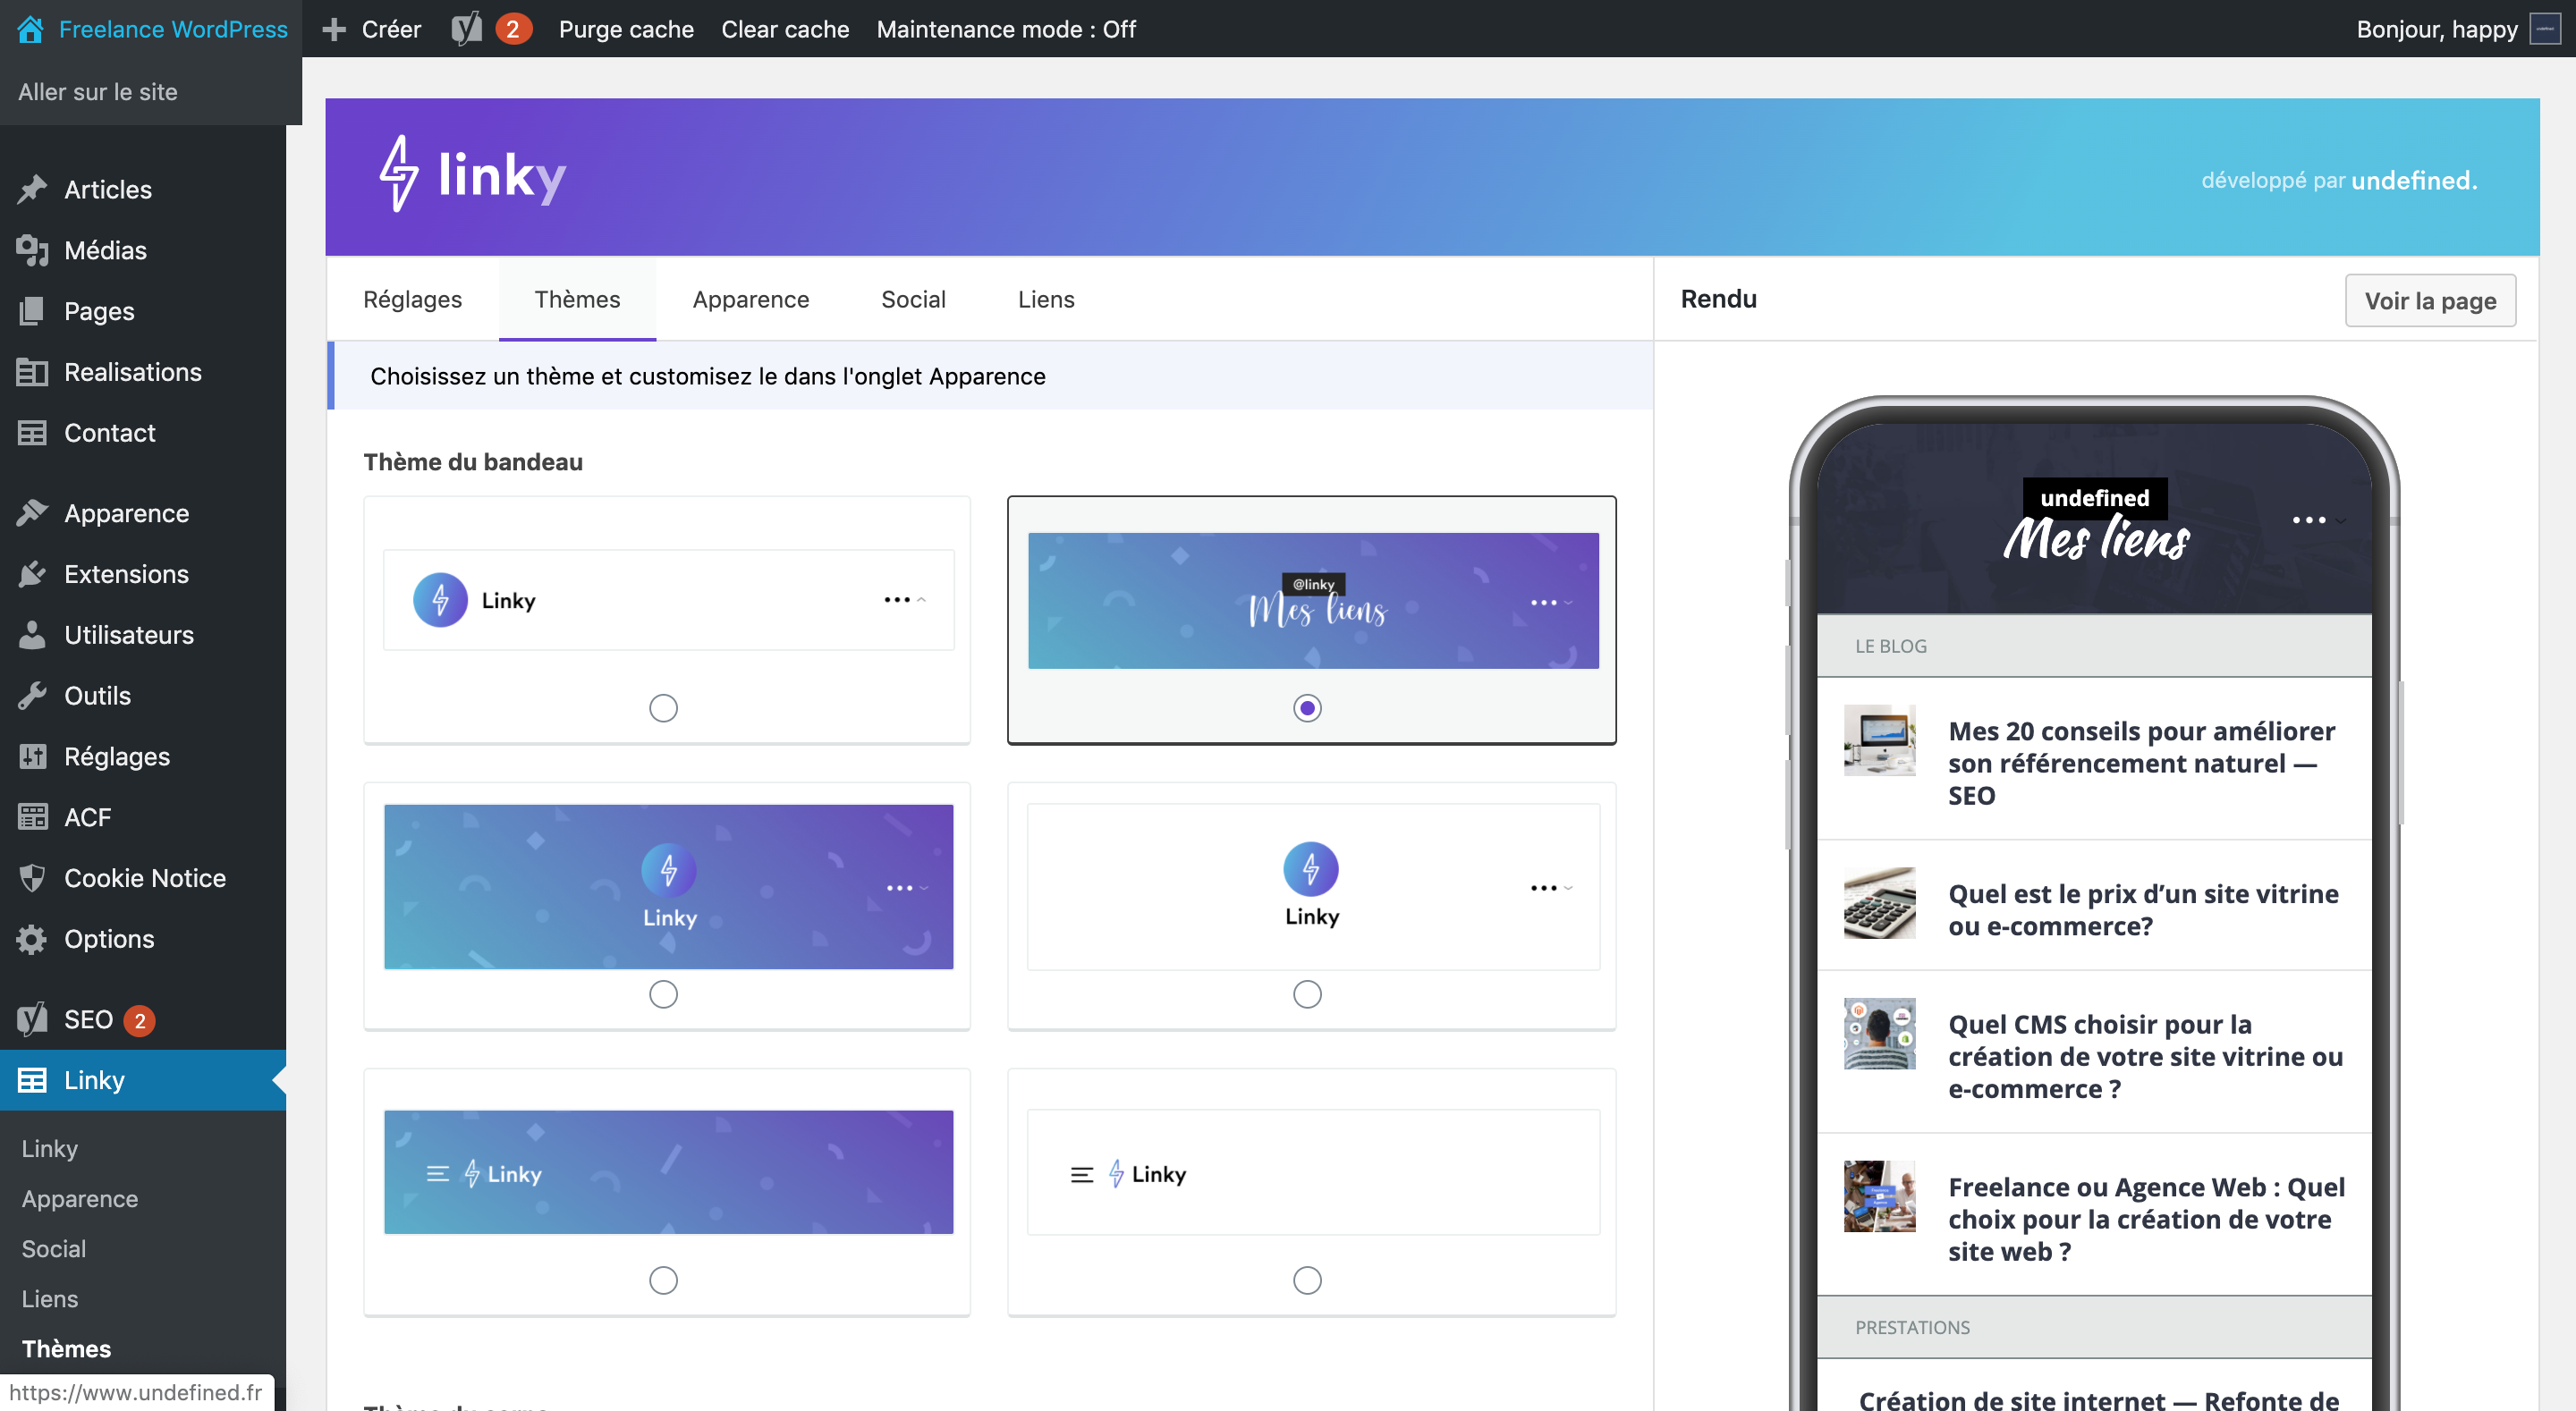 Freelance WordPress
Créer
2
Purge cache
Clear cache
Maintenance mode : Off
Bonjour, happy
Aller sur le site
Articles
Médias
Pages
Realisations
Contact
Apparence
Extensions
Utilisateurs
Outils
Réglages
ACF
Cookie Notice
Options
SEO 2
Linky
Linky
Apparence
Social
Liens
Thèmes
https://www.undefined.fr
linky
développé par undefined.
Réglages
Thèmes
Apparence
Social
Liens
Choisissez un thème et customisez le dans l'onglet Apparence
Thème du bandeau
Linky
@linky
Mes liens
Linky
Linky
Linky
Linky
Rendu
Voir la page
undefined
Mes liens
LE BLOG
Mes 20 conseils pour améliorer
son référencement naturel —
SEO
Quel est le prix d’un site vitrine
ou e-commerce?
Quel CMS choisir pour la
création de votre site vitrine ou
e-commerce ?
Freelance ou Agence Web : Quel
choix pour la création de votre
site web ?
PRESTATIONS
Création de site internet — Refonte de